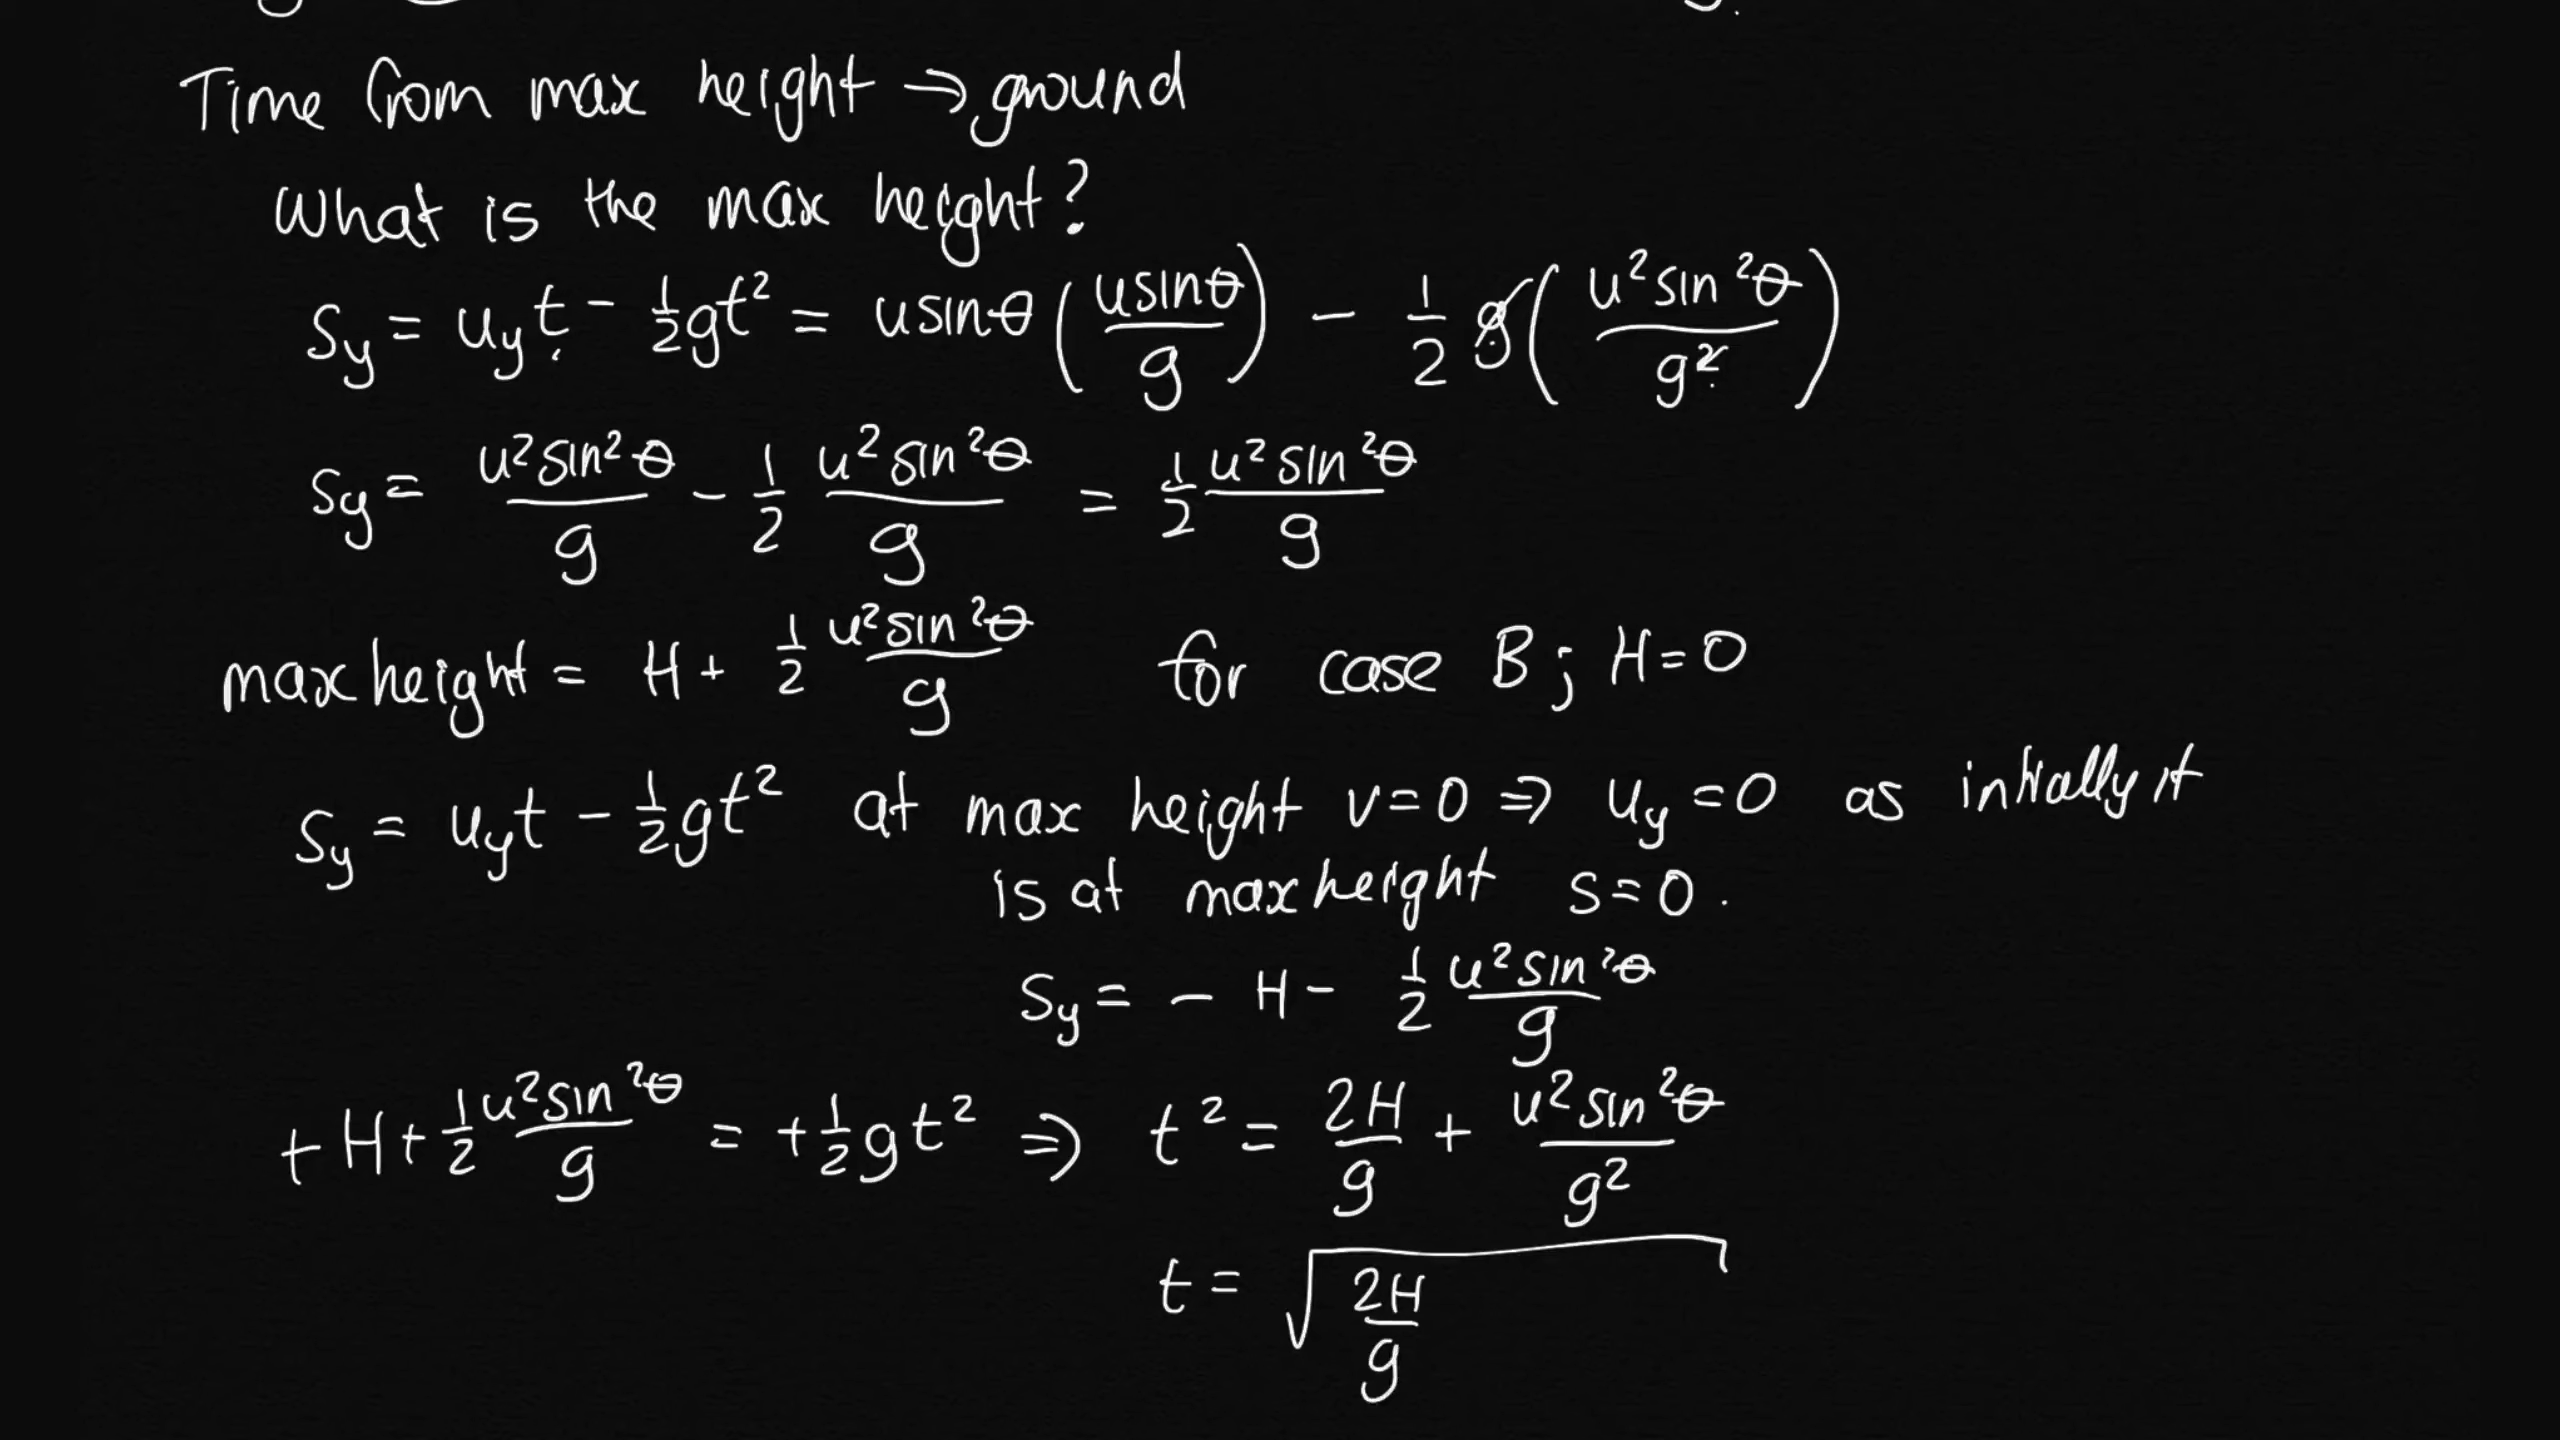 Time from max height → ground
What is the max height?
Sy = uyt - ½gt² = usinθ (usinθ/g) - 1/2 g(u²sin²θ/g²)
Sy = u²sin²θ/g - 1/2 u²sin²θ/g = 1/2 u²sin²θ/g
max height = H + 1/2 u²sin²θ/g for case B; H=0
Sy = uyt - ½gt² at max height v=0 ⇒ uy=0 as initially it
is at max height s=0.
Sy = - H - 1/2 u²sin²θ/g
+H+1/2 u²sin²θ/g = +½gt² ⇒ t² = 2H/g + u²sin²θ/g²
t = √(2H/g